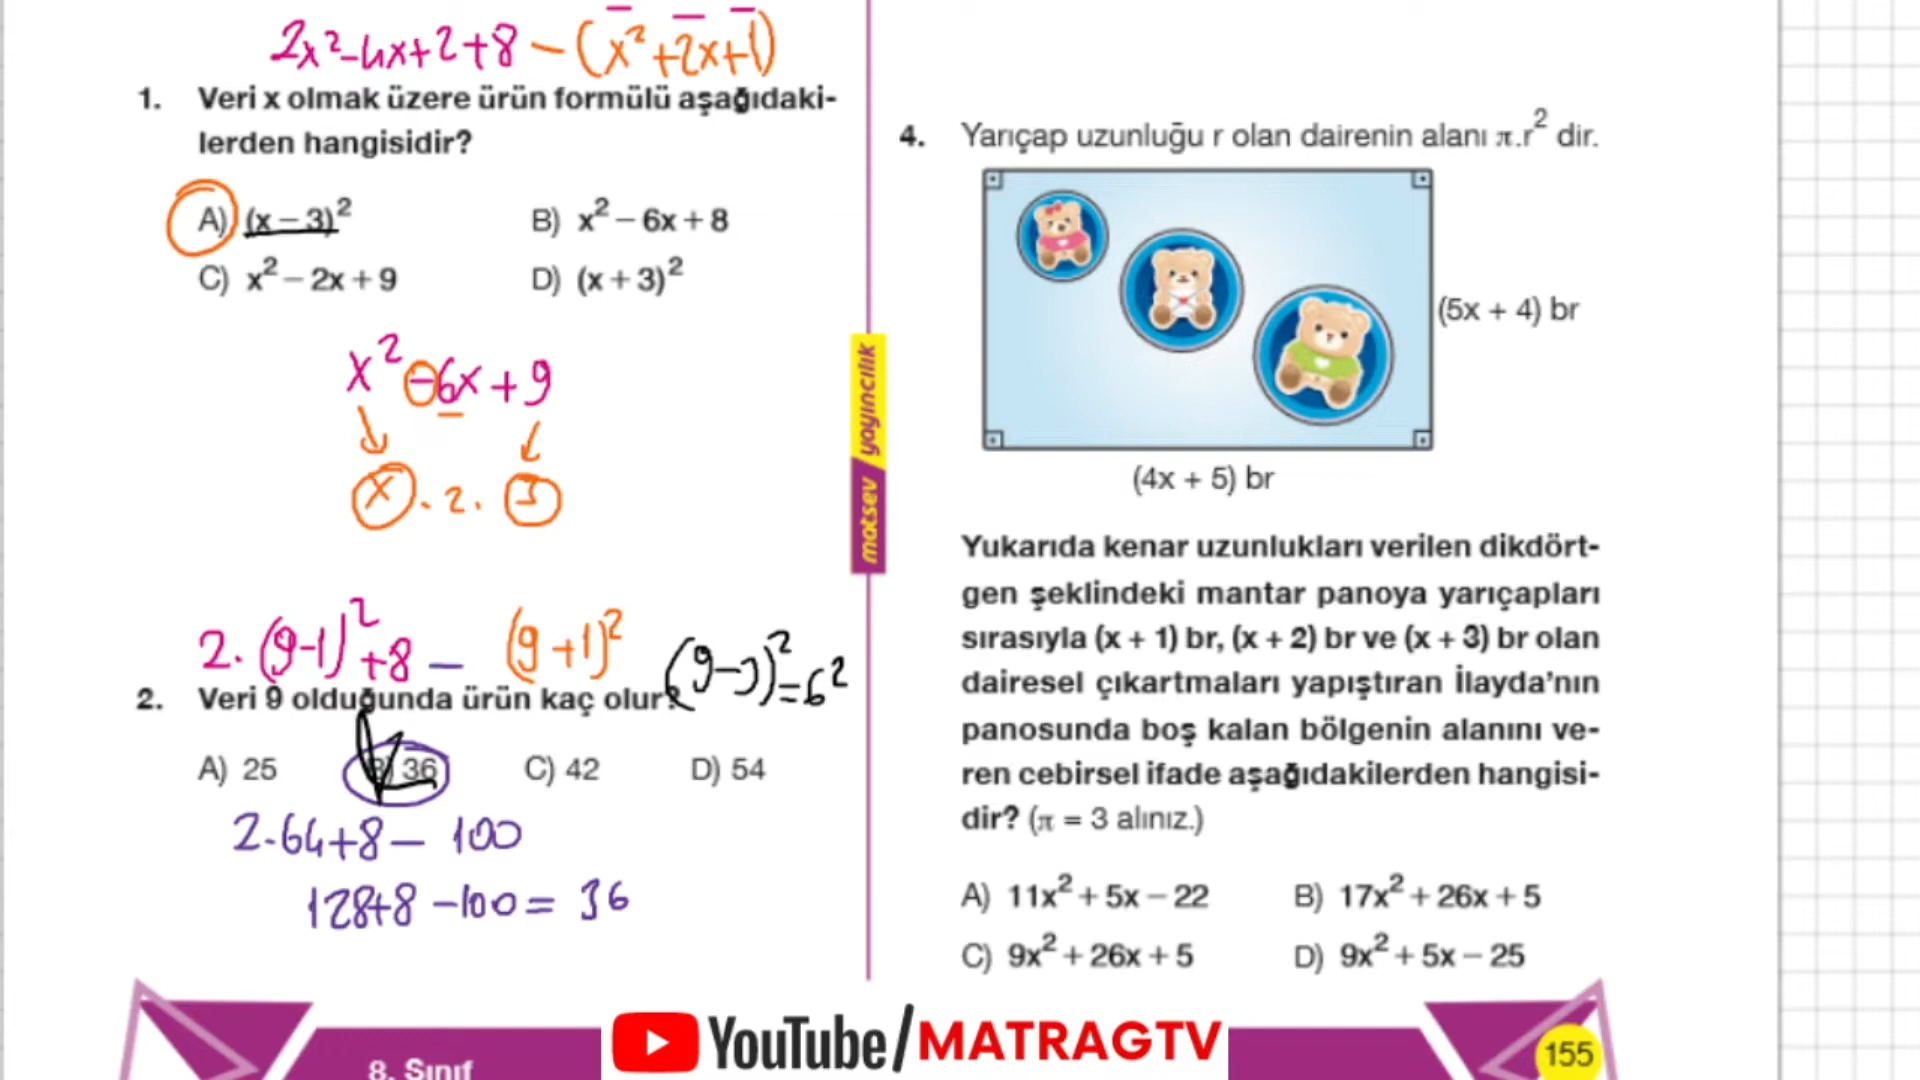 2x²-4x+2+8 - (x²+2x+1)
1. Veri x olmak üzere ürün formülü aşağıdaki-
lerden hangisidir?
A) (x – 3)²
B) x² – 6x + 8
C) x² – 2x + 9
D) (x + 3)²
x² -6x + 9
x . 2 . 3
2.(9-1)²+8 - (9+1)²
(9-3)²=6²
2. Veri 9 olduğunda ürün kaç olur?
A) 25
B) 36
C) 42
D) 54
2.64+8 - 100
128+8 -100 = 36
matsev yayıncılık
4. Yarıçap uzunluğu r olan dairenin alanı π.r² dir.
(5x + 4) br
(4x + 5) br
Yukarıda kenar uzunlukları verilen dikdört-
gen şeklindeki mantar panoya yarıçapları
sırasıyla (x + 1) br, (x + 2) br ve (x + 3) br olan
dairesel çıkartmaları yapıştıran İlayda’nın
panosunda boş kalan bölgenin alanını ve-
ren cebirsel ifade aşağıdakilerden hangisi-
dir? (π = 3 alınız.)
A) 11x² + 5x – 22
B) 17x² + 26x + 5
C) 9x² + 26x + 5
D) 9x² + 5x – 25
8. Sınıf
YouTube/MATRAGTV
155